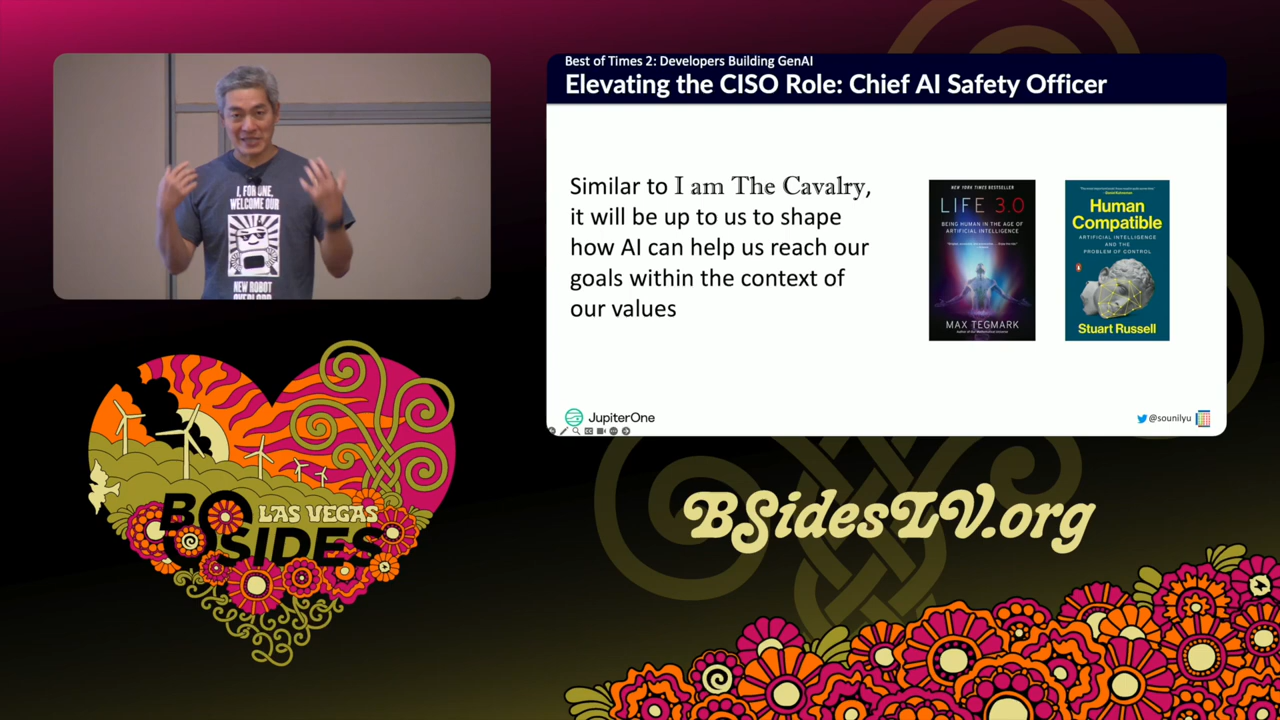 I, FOR ONE,
WELCOME OUR
NEW ROBOT
OVERLORD
Best of Times 2: Developers Building GenAI
Elevating the CISO Role: Chief AI Safety Officer
Similar to I am The Cavalry,
it will be up to us to shape
how AI can help us reach our
goals within the context of
our values
NEW YORK TIMES BESTSELLER
LIFE 3.0
BEING HUMAN IN THE AGE OF
ARTIFICIAL INTELLIGENCE
MAX TEGMARK
Human
Compatible
ARTIFICIAL INTELLIGENCE
AND THE
PROBLEM OF CONTROL
Stuart Russell
JupiterOne
@sounilyu
LAS VEGAS
BSIDES
BSidesLV.org